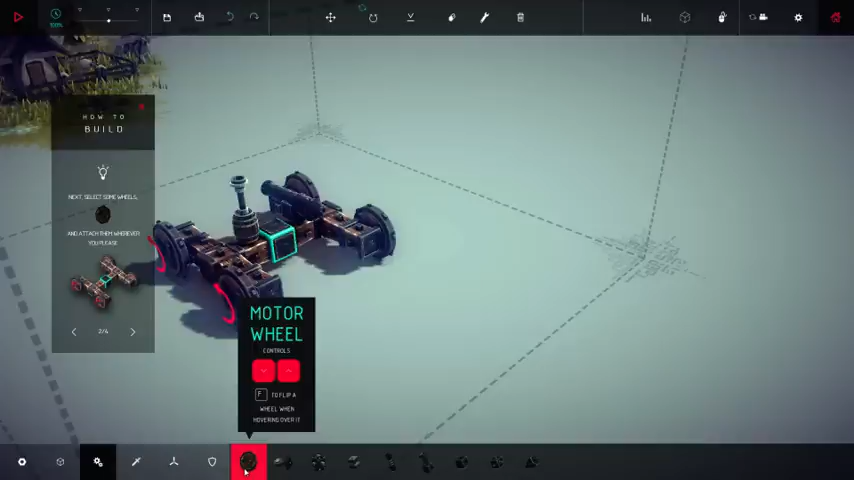 HOW TO
BUILD
NEXT, SELECT SOME WHEELS,
AND ATTACH THEM WHEREVER
YOU PLEASE
2/4
MOTOR
WHEEL
CONTROLS
F TO FLIP A
WHEEL WHEN
HOVERING OVER IT